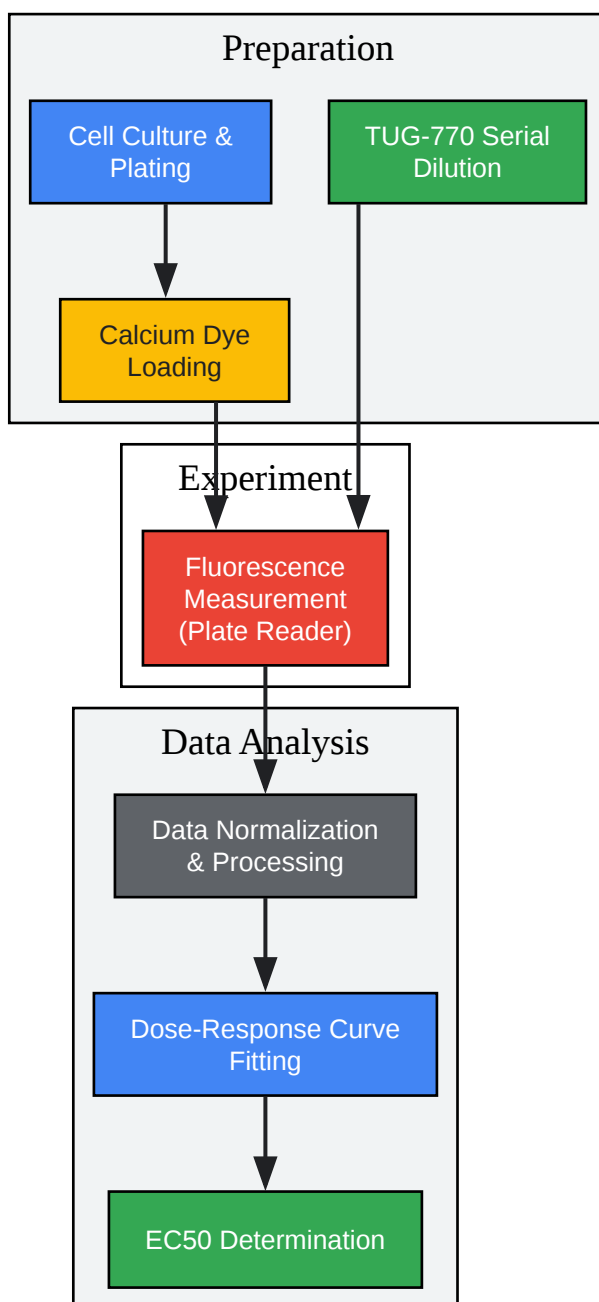 Preparation
Cell Culture &
Plating
TUG-770 Serial
Dilution
Calcium Dye
Loading
Experiment
Fluorescence
Measurement
(Plate Reader)
Data Analysis
Data Normalization
& Processing
Dose-Response Curve
Fitting
EC50 Determination